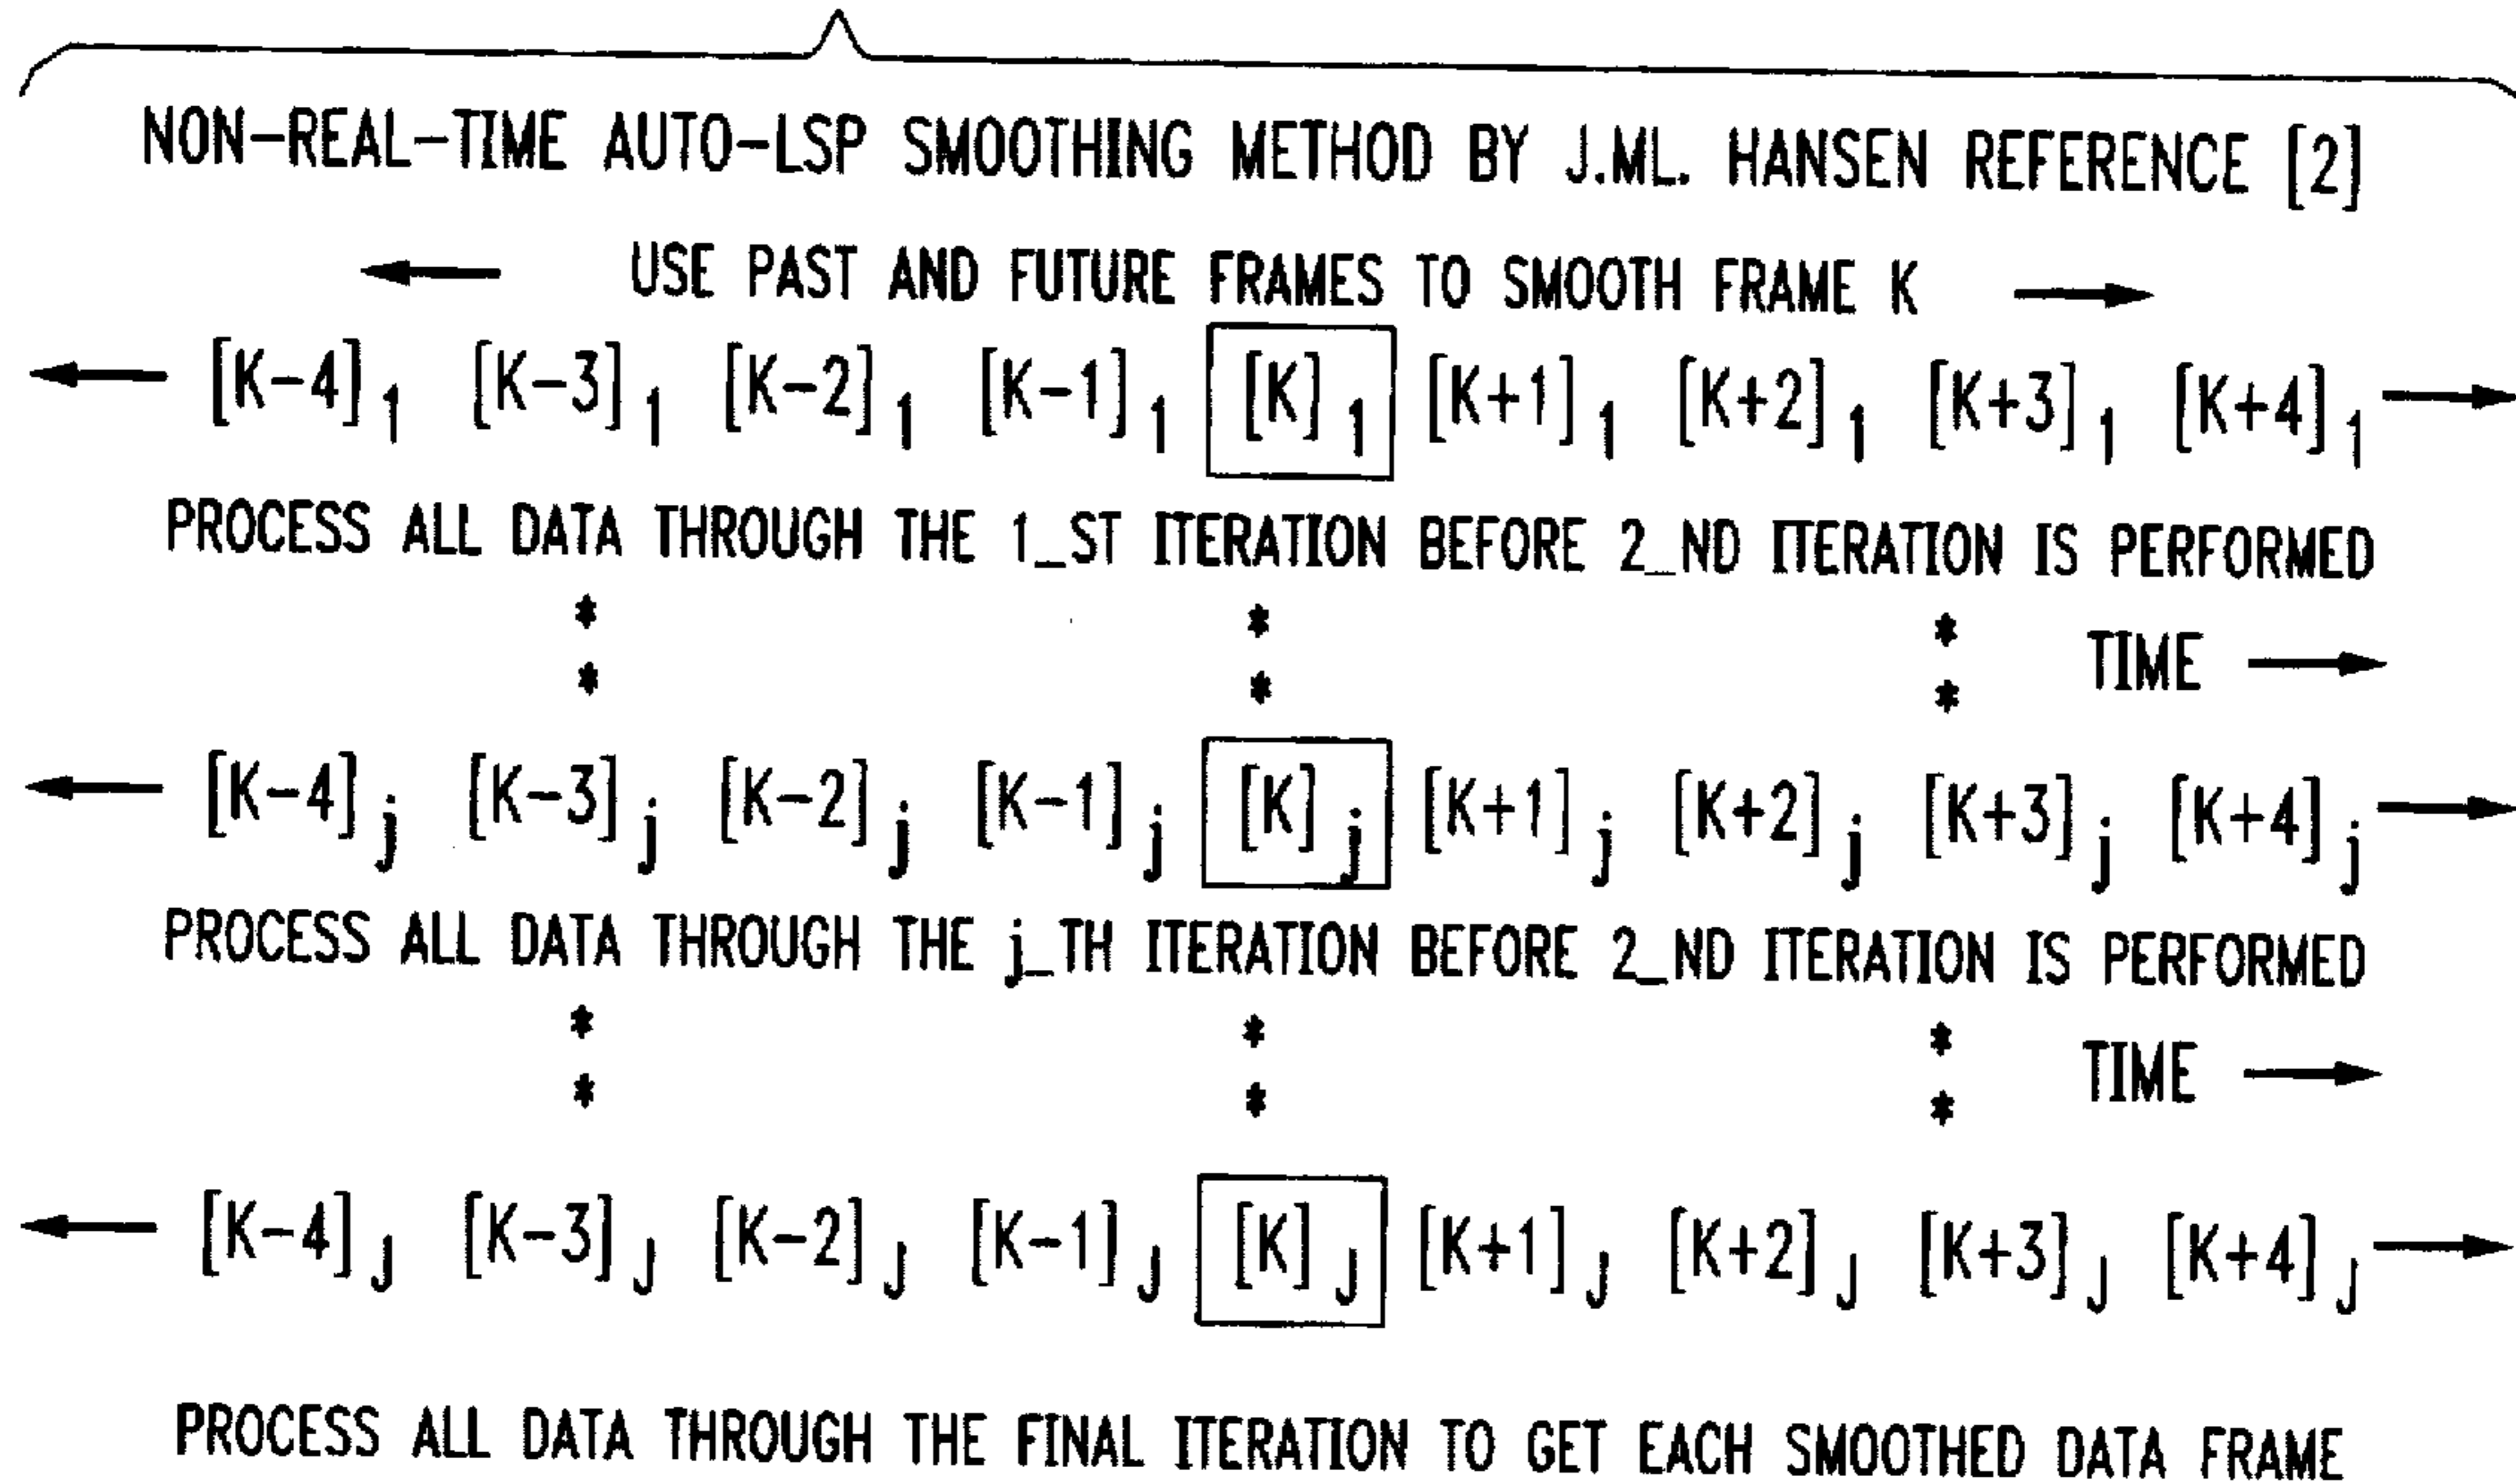 NON-REAL-TIME AUTO-LSP SMOOTHING METHOD BY J.ML. HANSEN REFERENCE [2]
← USE PAST AND FUTURE FRAMES TO SMOOTH FRAME K →
← [K-4]₁ [K-3]₁ [K-2]₁ [K-1]₁ [K]₁ [K+1]₁ [K+2]₁ [K+3]₁ [K+4]₁ →
PROCESS ALL DATA THROUGH THE 1_ST ITERATION BEFORE 2_ND ITERATION IS PERFORMED
* * *
TIME →
* * *
← [K-4]j [K-3]j [K-2]j [K-1]j [K]j [K+1]j [K+2]j [K+3]j [K+4]j →
PROCESS ALL DATA THROUGH THE j_TH ITERATION BEFORE 2_ND ITERATION IS PERFORMED
* * *
TIME →
* * *
← [K-4]J [K-3]J [K-2]J [K-1]J [K]J [K+1]J [K+2]J [K+3]J [K+4]J →
PROCESS ALL DATA THROUGH THE FINAL ITERATION TO GET EACH SMOOTHED DATA FRAME